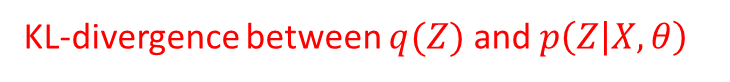 KL-divergence between q(Z) and p(Z|X, θ)